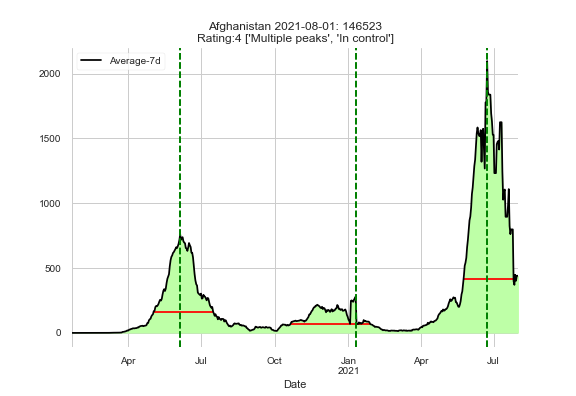 Afghanistan 2021-08-01: 146523
Rating:4 ['Multiple peaks', 'In control']
Average-7d
2000
1500
1000
500
0
Apr Jul Oct Jan Apr Jul
2021
Date